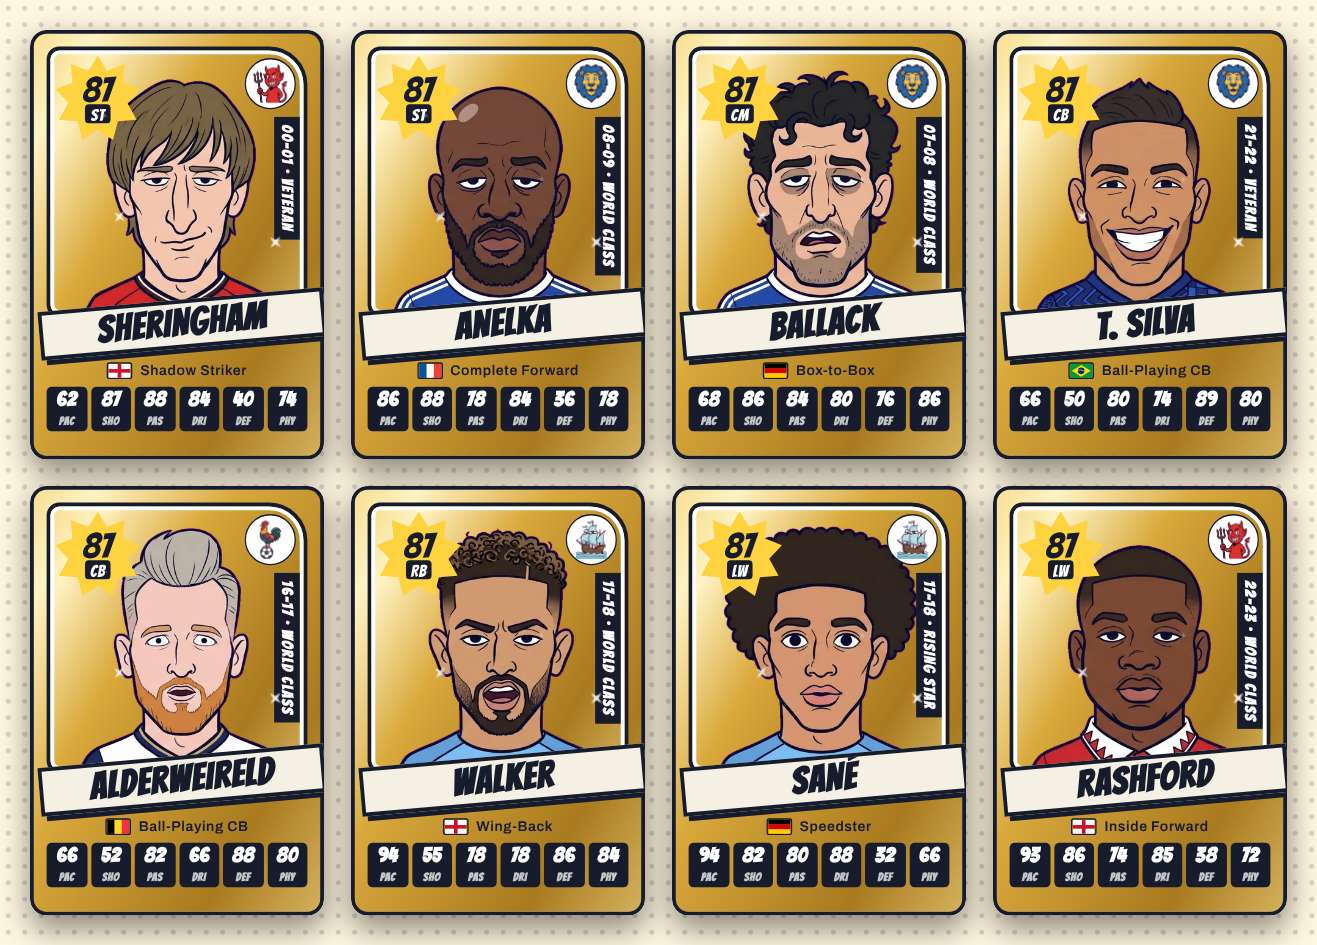 87
ST
00-01 • VETERAN
SHERINGHAM
Shadow Striker
62 87 88 84 40 74
PAC SHO PAS DRI DEF PHY
87
ST
08-09 • WORLD CLASS
ANELKA
Complete Forward
86 88 78 84 36 78
PAC SHO PAS DRI DEF PHY
87
CM
07-08 • WORLD CLASS
BALLACK
Box-to-Box
68 86 84 80 76 86
PAC SHO PAS DRI DEF PHY
87
CB
21-22 • VETERAN
T. SILVA
Ball-Playing CB
66 50 80 74 89 80
PAC SHO PAS DRI DEF PHY
87
CB
16-17 • WORLD CLASS
ALDERWEIRELD
Ball-Playing CB
66 52 82 66 88 80
PAC SHO PAS DRI DEF PHY
87
RB
17-18 • WORLD CLASS
WALKER
Wing-Back
94 55 78 78 86 84
PAC SHO PAS DRI DEF PHY
87
LW
17-18 • RISING STAR
SANÉ
Speedster
94 82 80 88 32 66
PAC SHO PAS DRI DEF PHY
87
LW
22-23 • WORLD CLASS
RASHFORD
Inside Forward
93 86 74 85 38 72
PAC SHO PAS DRI DEF PHY